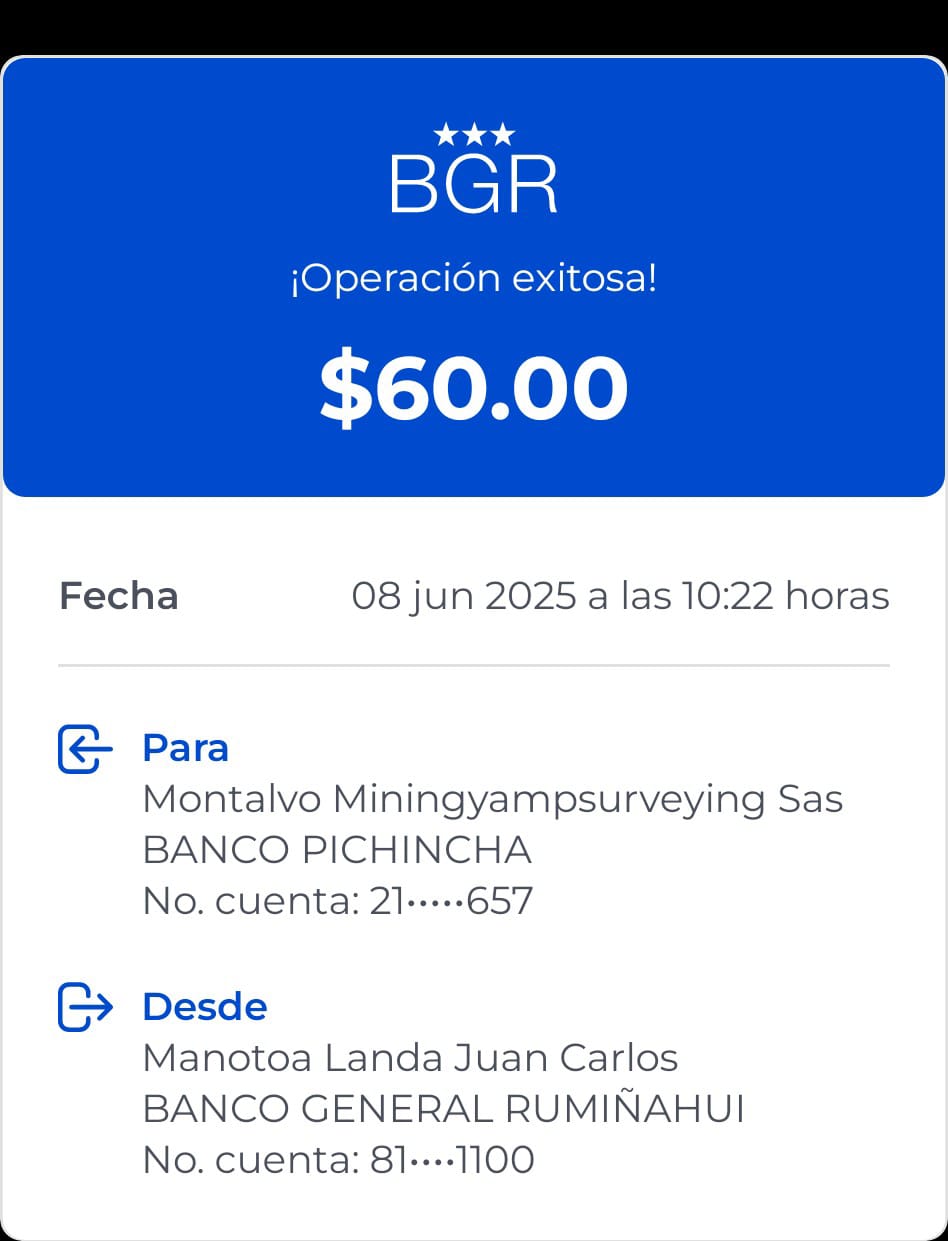 BGR
¡Operación exitosa!
$60.00
Fecha 08 jun 2025 a las 10:22 horas
Para
Montalvo Miningyampsurveying Sas
BANCO PICHINCHA
No. cuenta: 21•••••657
Desde
Manotoa Landa Juan Carlos
BANCO GENERAL RUMIÑAHUI
No. cuenta: 81••••1100